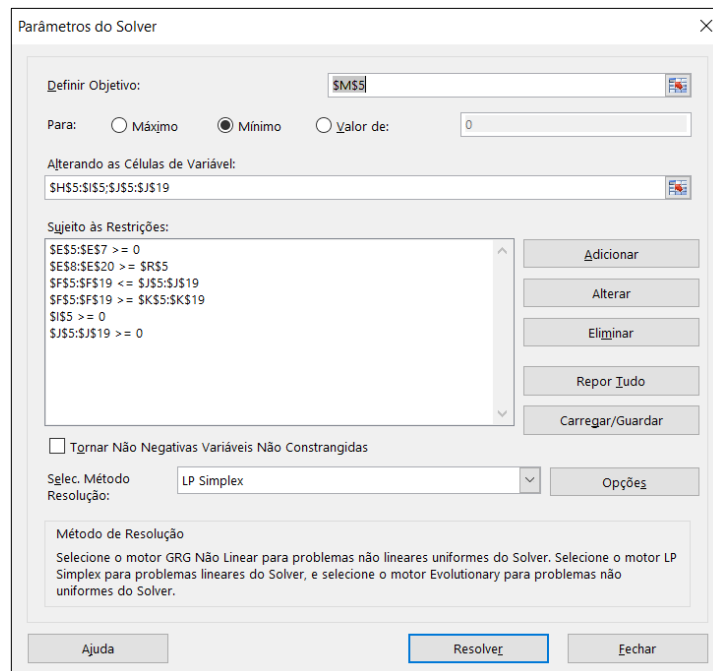 Parâmetros do Solver
Definir Objetivo:
$M$5
Para:
Máximo
Mínimo
Valor de:
0
Alterando as Células de Variável:
$H$5:$I$5;$J$5:$J$19
Sujeito às Restrições:
$E$5:$E$7 >= 0
$E$8:$E$20 >= $R$5
$F$5:$F$19 <= $J$5:$J$19
$F$5:$F$19 >= $K$5:$K$19
$I$5 >= 0
$J$5:$J$19 >= 0
Adicionar
Alterar
Eliminar
Repor Tudo
Carregar/Guardar
Tornar Não Negativas Variáveis Não Constrangidas
Selec. Método
Resolução:
LP Simplex
Opções
Método de Resolução
Selecione o motor GRG Não Linear para problemas não lineares uniformes do Solver. Selecione o motor LP
Simplex para problemas lineares do Solver, e selecione o motor Evolutionary para problemas não
uniformes do Solver.
Ajuda
Resolver
Fechar